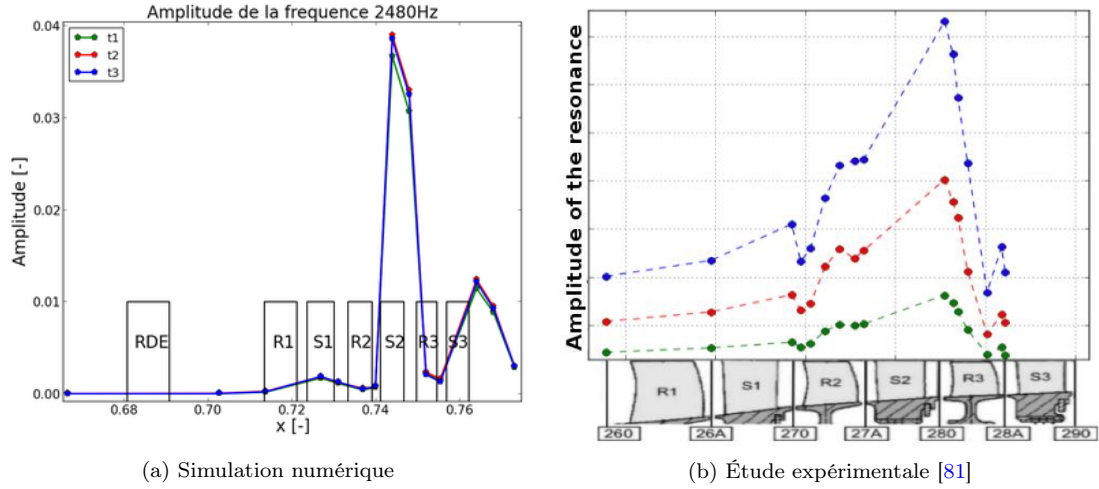 Amplitude de la frequence 2480Hz
t1
t2
t3
0.04
0.03
0.02
0.01
0.00
Amplitude [-]
RDE R1 S1 R2 S2 R3 S3
0.68 0.70 0.72 0.74 0.76
x [-]
(a) Simulation numérique
Amplitude of the resonance
R1 S1 R2 S2 R3 S3
260 26A 270 27A 280 28A 290
(b) Étude expérimentale [81]